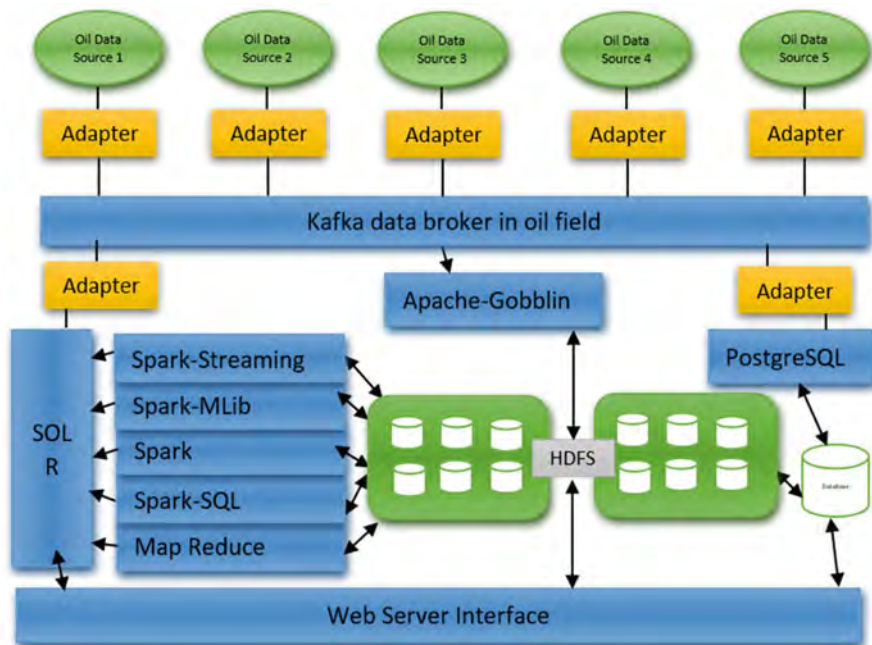 Oil Data
Source 1
Oil Data
Source 2
Oil Data
Source 3
Oil Data
Source 4
Oil Data
Source 5
Adapter
Adapter
Adapter
Adapter
Adapter
Kafka data broker in oil field
Adapter
Apache-Gobblin
Adapter
PostgreSQL
SOL
R
Spark-Streaming
Spark-MLib
Spark
Spark-SQL
Map Reduce
HDFS
Web Server Interface